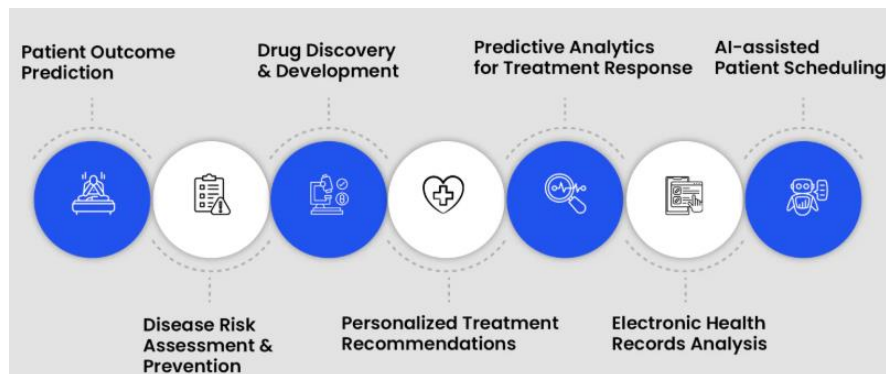 Patient Outcome
Prediction
Drug Discovery
& Development
Predictive Analytics
for Treatment Response
AI-assisted
Patient Scheduling
Disease Risk
Assessment &
Prevention
Personalized Treatment
Recommendations
Electronic Health
Records Analysis